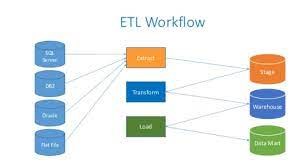 ETL Workflow
SQL
Server
DB2
Oracle
Flat File
Extract
Transform
Load
Stage
Warehouse
Data Mart